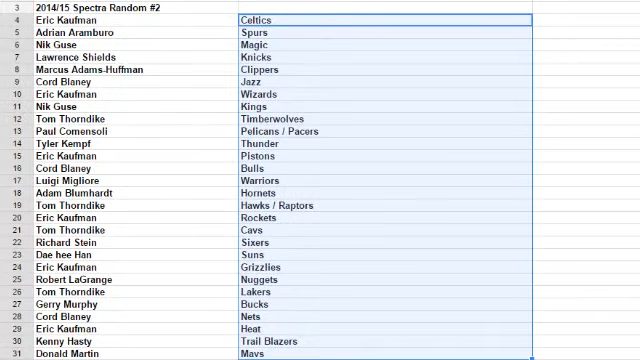 3 2014/15 Spectra Random #2
4 Eric Kaufman Celtics
5 Adrian Aramburo Spurs
6 Nik Guse Magic
7 Lawrence Shields Knicks
8 Marcus Adams-Huffman Clippers
9 Cord Blaney Jazz
10 Eric Kaufman Wizards
11 Nik Guse Kings
12 Tom Thorndike Timberwolves
13 Paul Comensoli Pelicans / Pacers
14 Tyler Kempf Thunder
15 Eric Kaufman Pistons
16 Cord Blaney Bulls
17 Luigi Migliore Warriors
18 Adam Blumhardt Hornets
19 Tom Thorndike Hawks / Raptors
20 Eric Kaufman Rockets
21 Tom Thorndike Cavs
22 Richard Stein Sixers
23 Dae hee Han Suns
24 Eric Kaufman Grizzlies
25 Robert LaGrange Nuggets
26 Tom Thorndike Lakers
27 Gerry Murphy Bucks
28 Cord Blaney Nets
29 Eric Kaufman Heat
30 Kenny Hasty Trail Blazers
31 Donald Martin Mavs